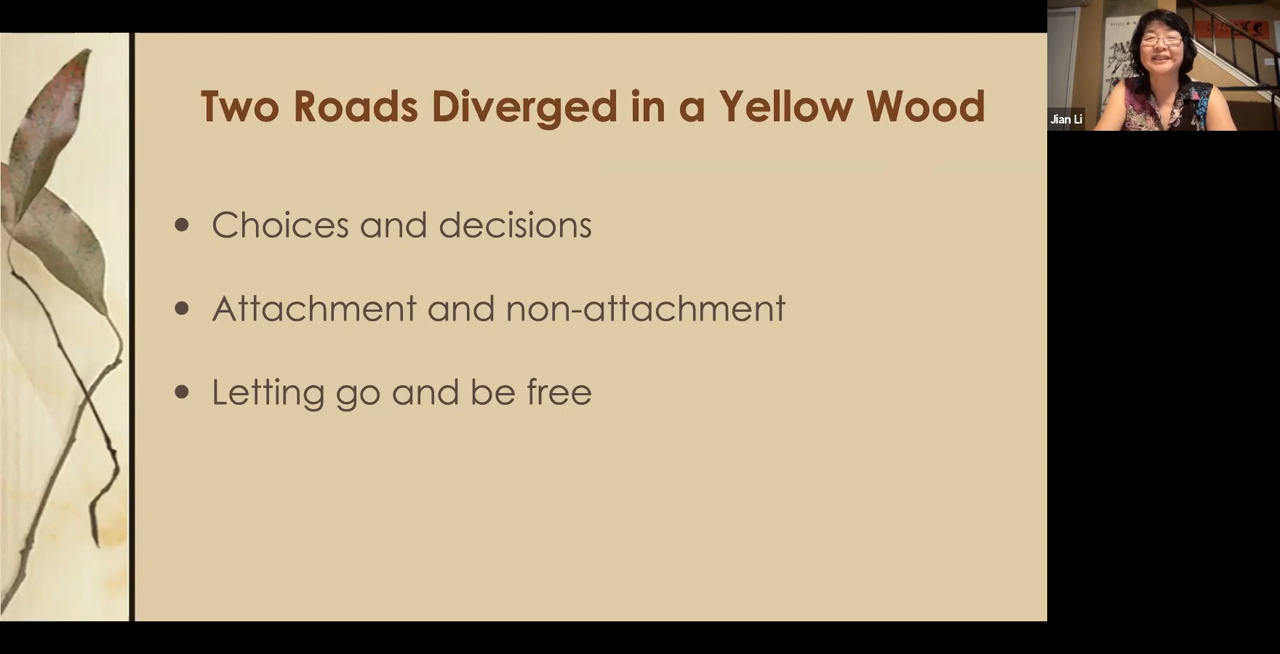 Two Roads Diverged in a Yellow Wood
• Choices and decisions
• Attachment and non-attachment
• Letting go and be free
Jian Li